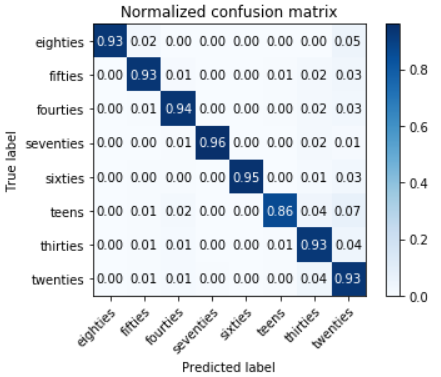 Normalized confusion matrix
eighties 0.93 0.02 0.00 0.00 0.00 0.00 0.00 0.05
fifties 0.00 0.93 0.01 0.00 0.00 0.01 0.02 0.03
fourties 0.00 0.01 0.94 0.00 0.00 0.00 0.02 0.03
seventies 0.00 0.00 0.01 0.96 0.00 0.00 0.02 0.01
sixties 0.00 0.00 0.00 0.00 0.95 0.00 0.01 0.03
teens 0.00 0.01 0.02 0.00 0.00 0.86 0.04 0.07
thirties 0.00 0.01 0.01 0.00 0.00 0.01 0.93 0.04
twenties 0.00 0.01 0.01 0.00 0.00 0.00 0.04 0.93
True label
eighties fifties fourties seventies sixties teens thirties twenties
Predicted label
0.8
0.6
0.4
0.2
0.0